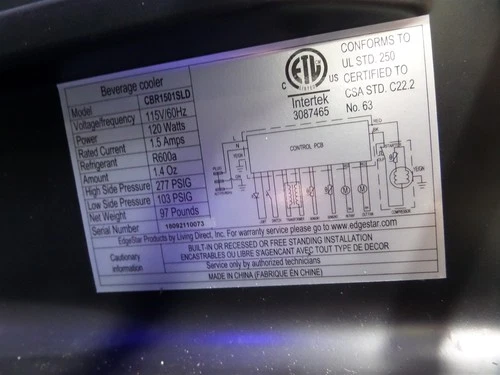 Beverage cooler
Model CBR1501SLD
Voltage/frequency 115V/60Hz
Power 120 Watts
Rated Current 1.5 Amps
Refrigerant R600a
Amount 1.4 Oz
High Side Pressure 277 PSIG
Low Side Pressure 103 PSIG
Net Weight 97 Pounds
Serial Number 18092110073
C ETL US
Intertek
3087465
CONFORMS TO
UL STD. 250
CERTIFIED TO
CSA STD. C22.2
No. 63
CONTROL PCB
COMPRESSOR
EdgeStar Products by Living Direct, Inc. For warranty and service please go to www.edgestar.com
Cautionary information
BUILT-IN OR RECESSED OR FREE STANDING INSTALLATION
ENCASTRABLES OU LIBRE S'AGENCANT AVEC TOUT TYPE DE DECOR
Service only by authorized technicians
MADE IN CHINA (FABRIQUE EN CHINE)